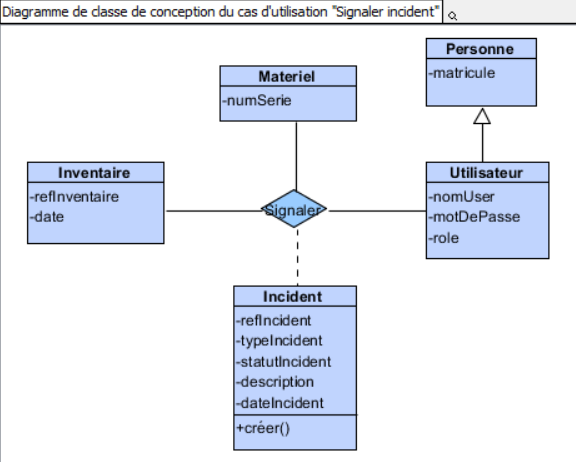 Diagramme de classe de conception du cas d'utilisation "Signaler incident"
Personne
-matricule
Materiel
-numSerie
Inventaire
-refInventaire
-date
Signaler
Utilisateur
-nomUser
-motDePasse
-role
Incident
-refIncident
-typeIncident
-statutIncident
-description
-dateIncident
+créer()